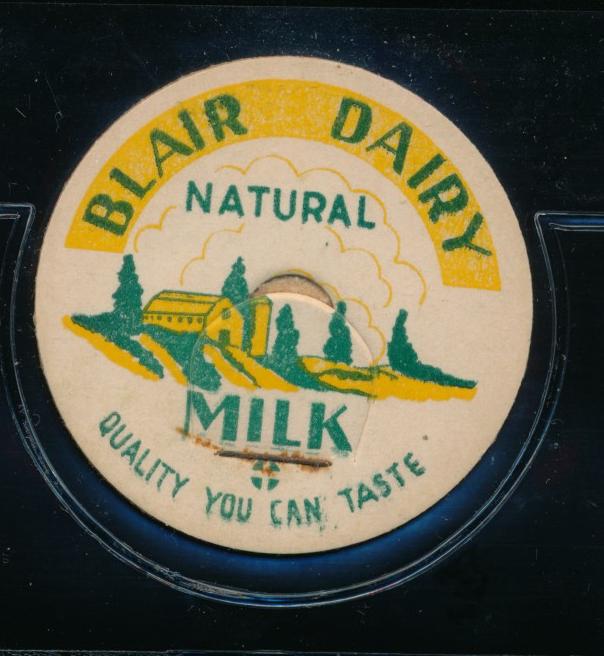 BLAIR DAIRY
NATURAL
MILK
QUALITY YOU CAN TASTE